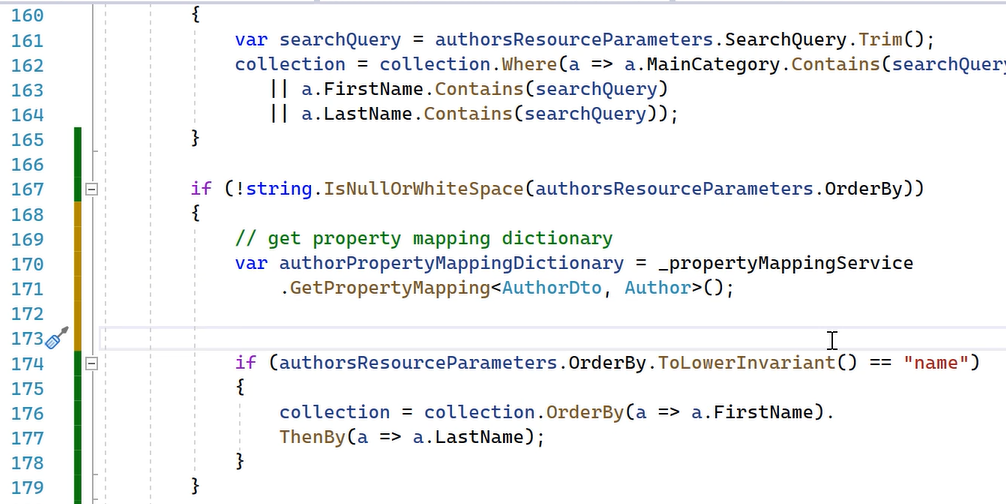 160 {
161 var searchQuery = authorsResourceParameters.SearchQuery.Trim();
162 collection = collection.Where(a => a.MainCategory.Contains(searchQuery
163 || a.FirstName.Contains(searchQuery)
164 || a.LastName.Contains(searchQuery));
165 }
166
167 if (!string.IsNullOrWhiteSpace(authorsResourceParameters.OrderBy))
168 {
169 // get property mapping dictionary
170 var authorPropertyMappingDictionary = _propertyMappingService
171 .GetPropertyMapping<AuthorDto, Author>();
172
173
174 if (authorsResourceParameters.OrderBy.ToLowerInvariant() == "name")
175 {
176 collection = collection.OrderBy(a => a.FirstName).
177 ThenBy(a => a.LastName);
178 }
179 }